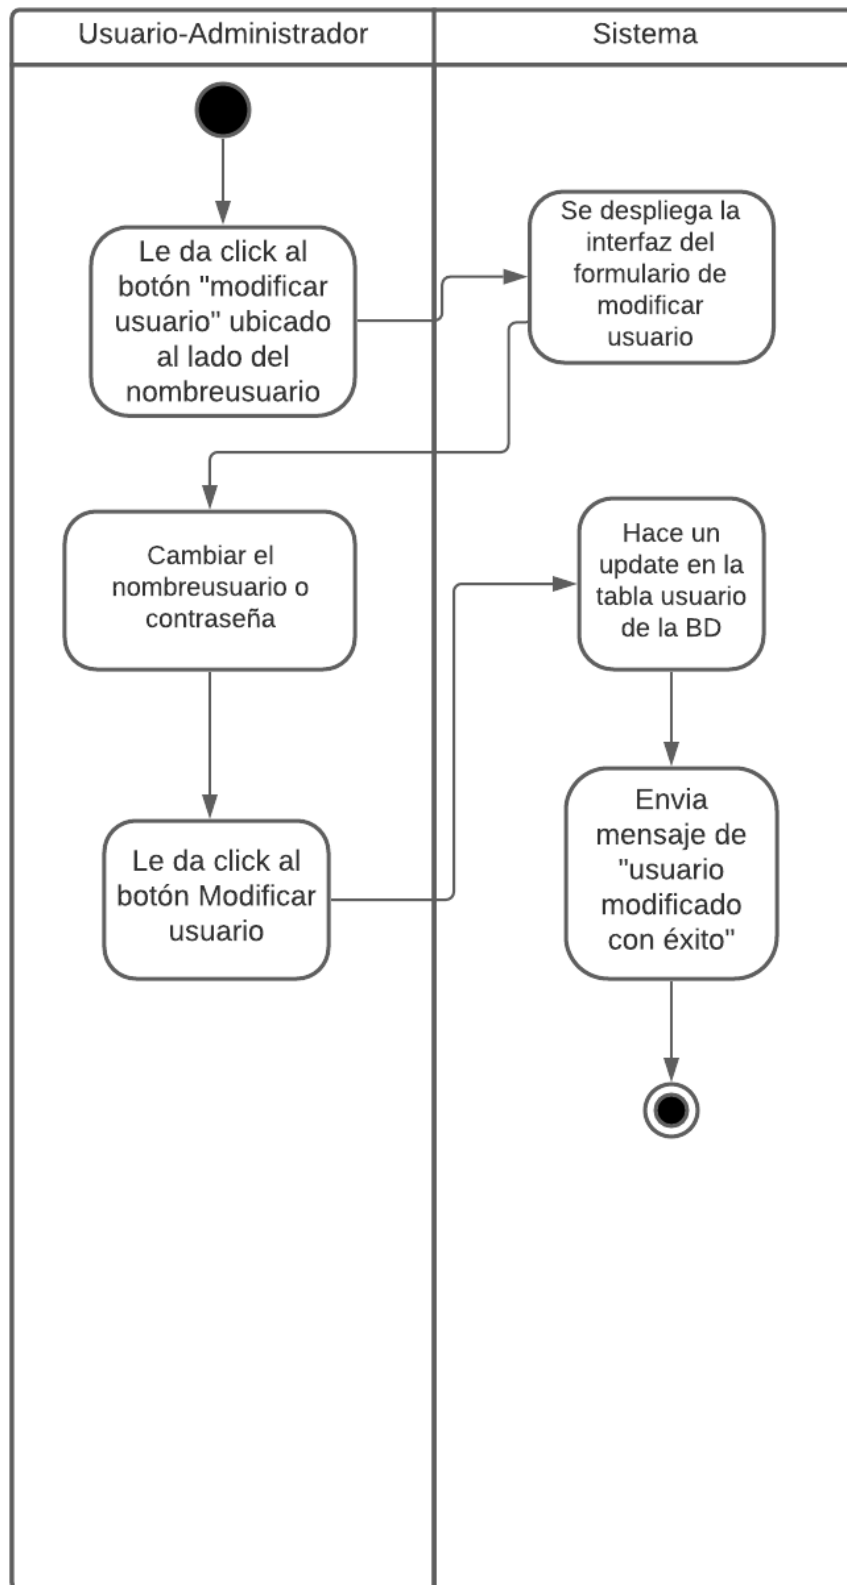 Usuario-Administrador
Sistema
Le da click al
botón "modificar
usuario" ubicado
al lado del
nombreusuario
Se despliega la
interfaz del
formulario de
modificar
usuario
Cambiar el
nombreusuario o
contraseña
Le da click al
botón Modificar
usuario
Hace un
update en la
tabla usuario
de la BD
Envia
mensaje de
"usuario
modificado
con éxito"